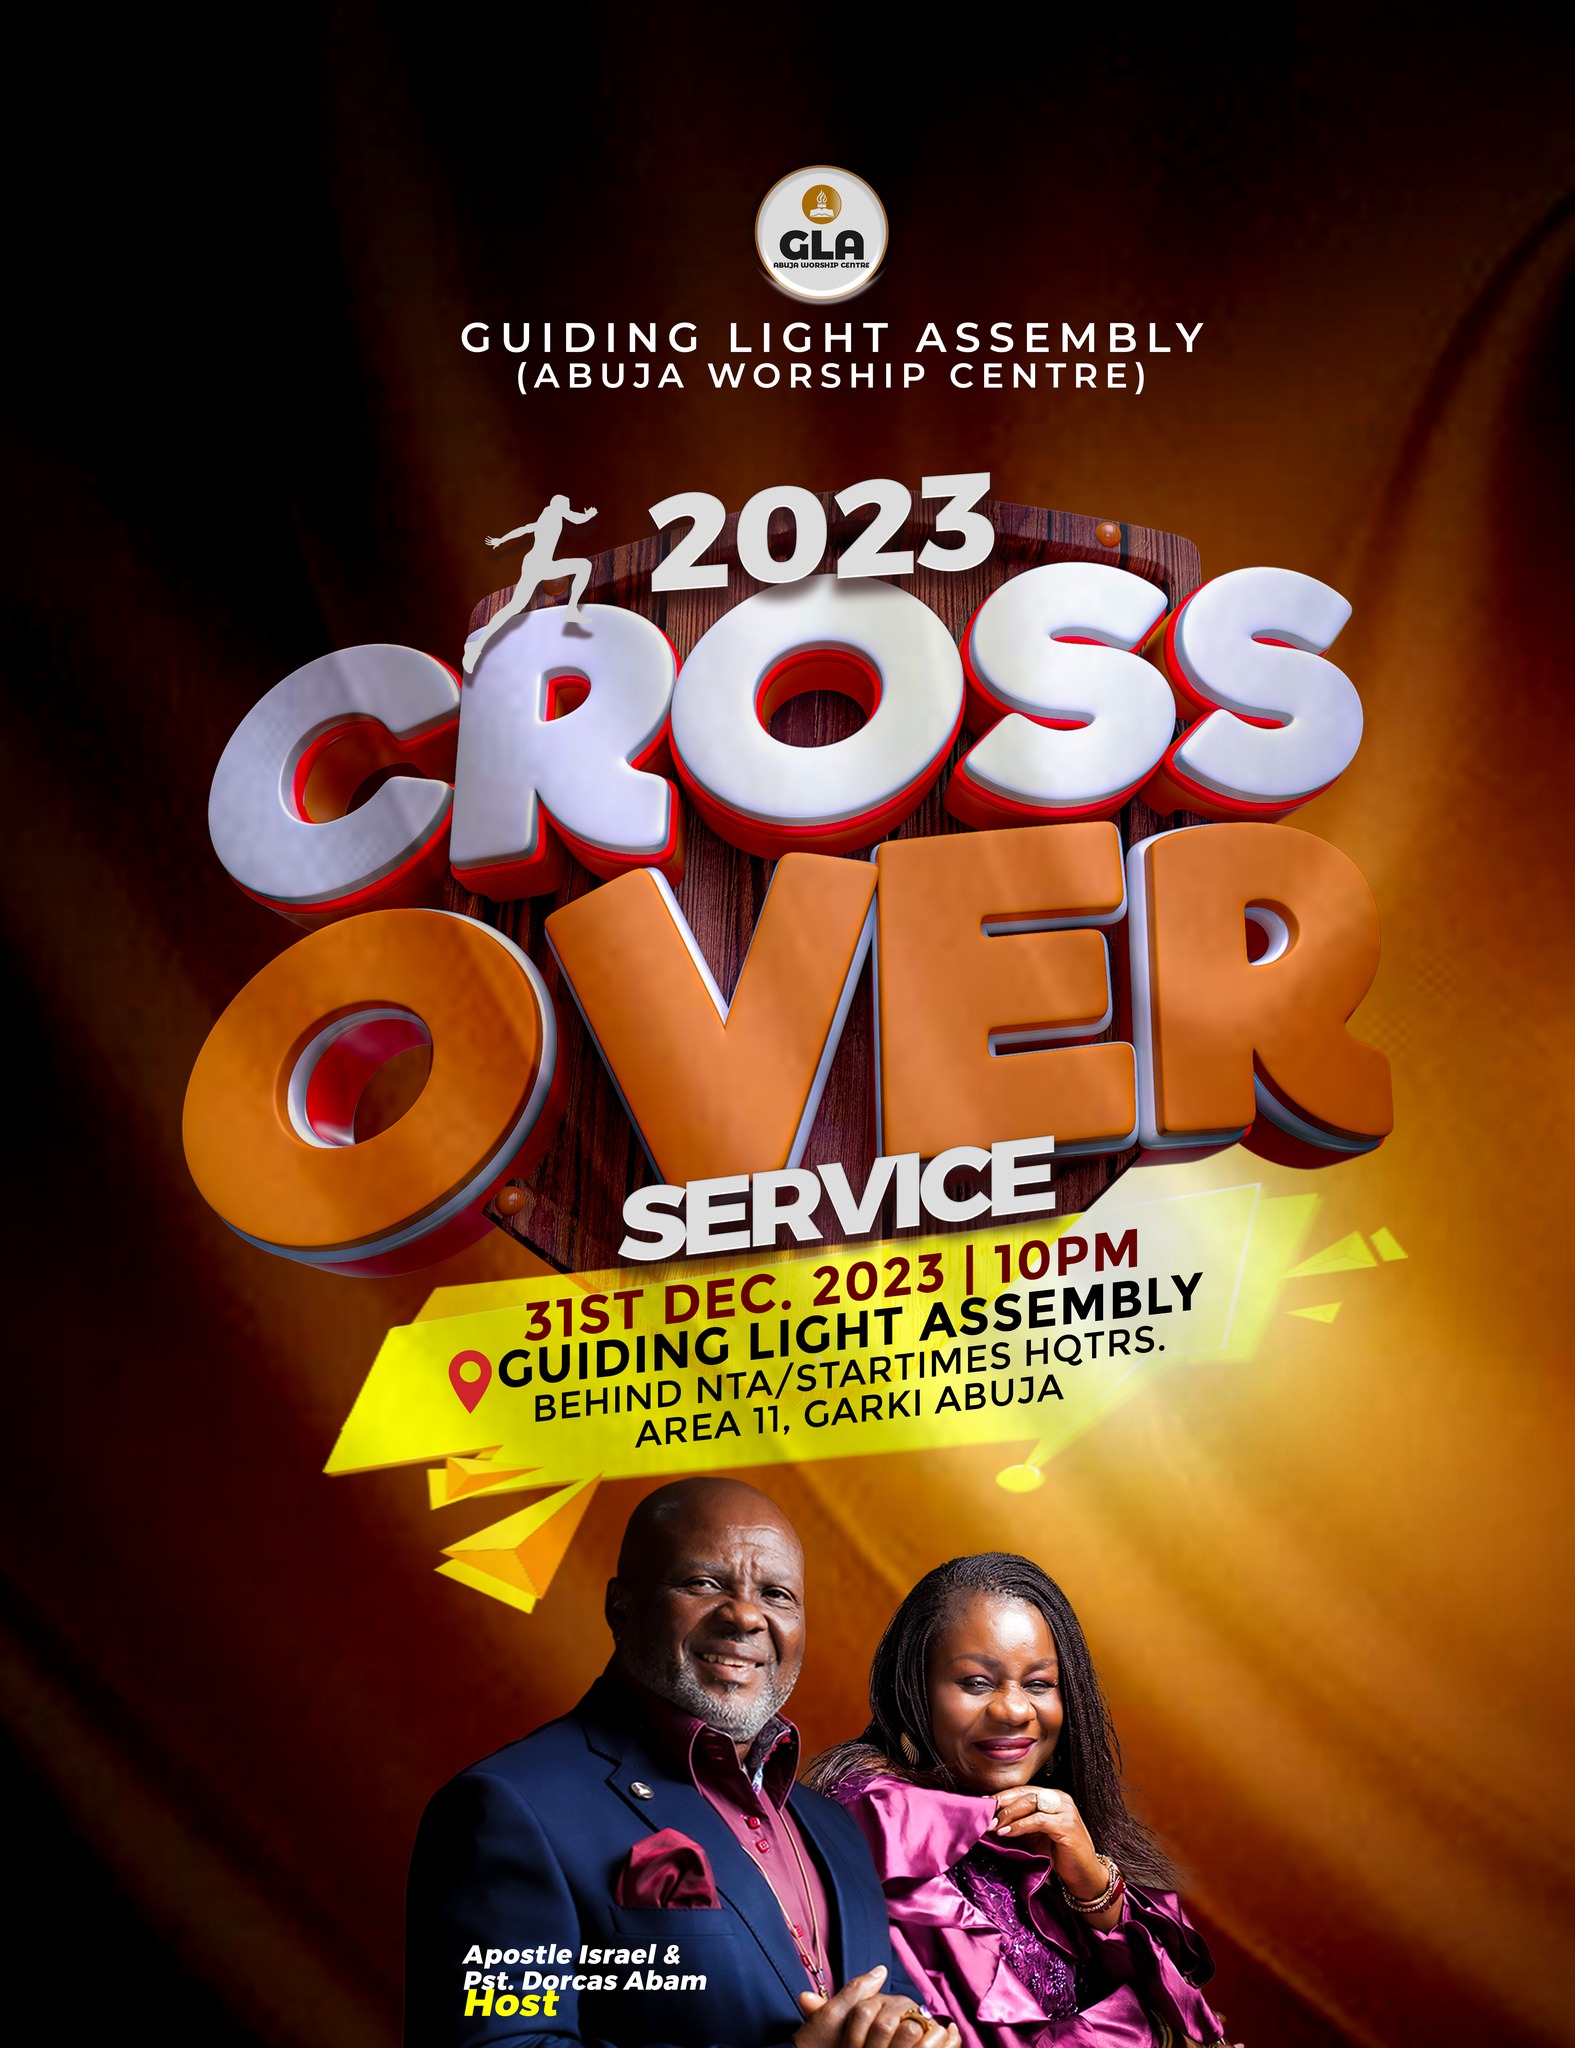 GLA
ABUJA WORSHIP CENTRE
GUIDING LIGHT ASSEMBLY
(ABUJA WORSHIP CENTRE)
2023
CROSS
OVER
SERVICE
31ST DEC. 2023 | 10PM
GUIDING LIGHT ASSEMBLY
BEHIND NTA/STARTIMES HQTRS.
AREA 11, GARKI ABUJA
Apostle Israel &
Pst. Dorcas Abam
Host